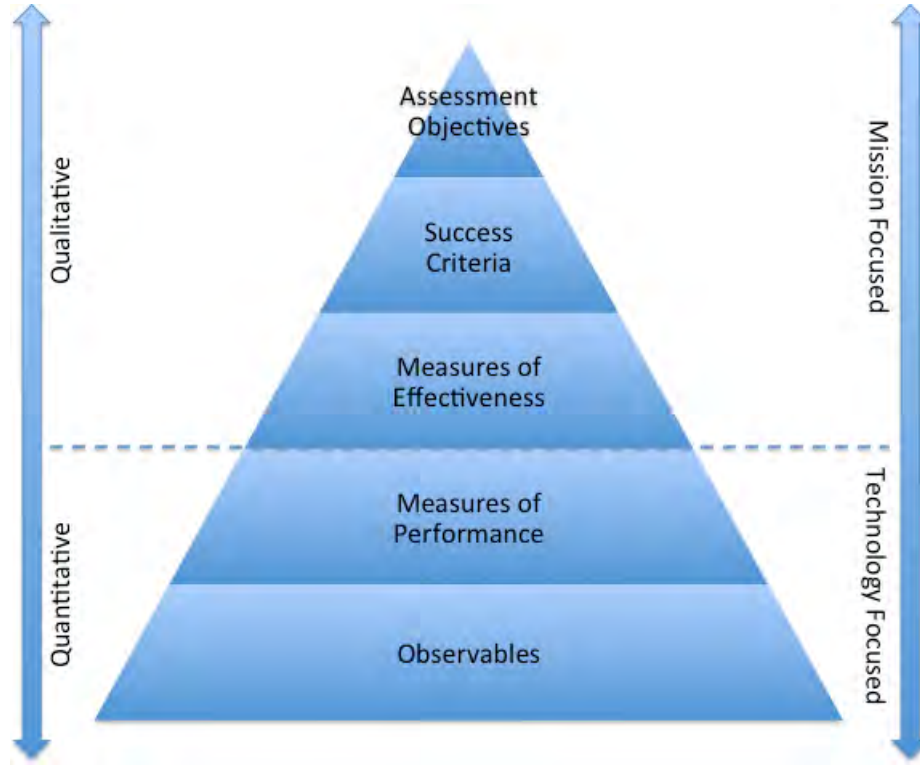 Assessment
Objectives
Success
Criteria
Measures of
Effectiveness
Measures of
Performance
Observables
Qualitative
Quantitative
Mission Focused
Technology Focused